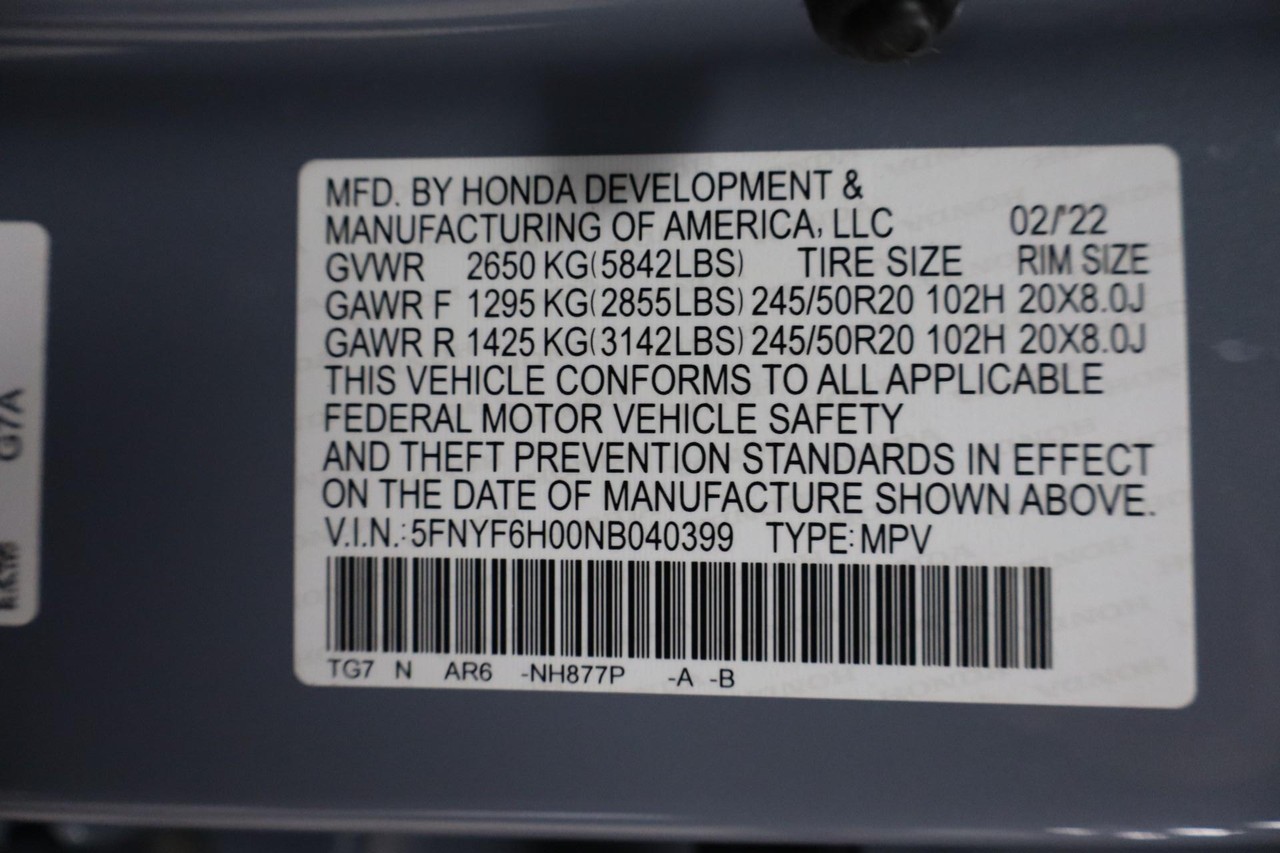 MFD. BY HONDA DEVELOPMENT &
MANUFACTURING OF AMERICA, LLC 02/'22
GVWR 2650 KG(5842LBS) TIRE SIZE RIM SIZE
GAWR F 1295 KG(2855LBS) 245/50R20 102H 20X8.0J
GAWR R 1425 KG(3142LBS) 245/50R20 102H 20X8.0J
THIS VEHICLE CONFORMS TO ALL APPLICABLE
FEDERAL MOTOR VEHICLE SAFETY
AND THEFT PREVENTION STANDARDS IN EFFECT
ON THE DATE OF MANUFACTURE SHOWN ABOVE.
V.I.N.: 5FNYF6H00NB040399 TYPE: MPV
TG7 N AR6 -NH877P -A -B
G7A